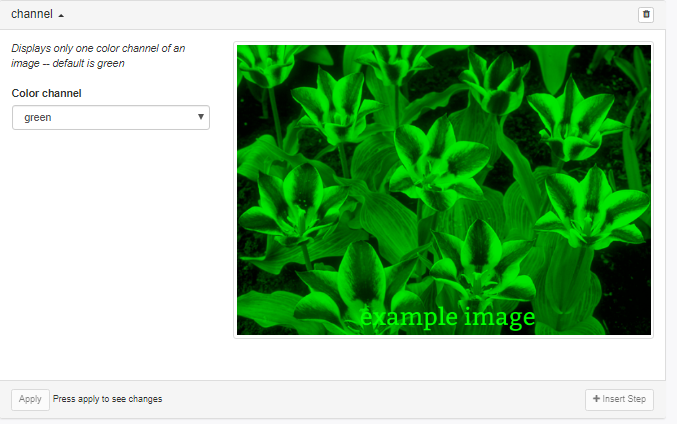 channel
Displays only one color channel of an
image -- default is green
Color channel
green
example image
Apply Press apply to see changes
Insert Step